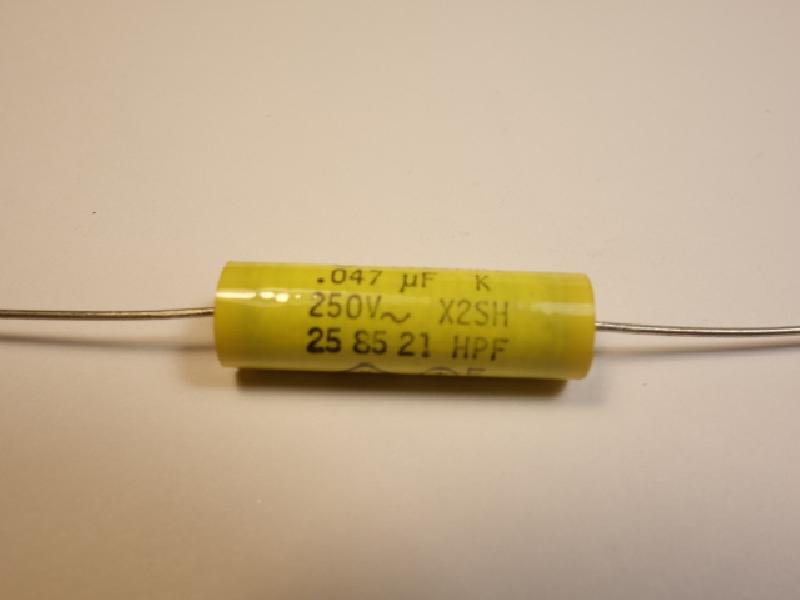 .047 µF K
250V~ X2SH
25 85 21 HPF